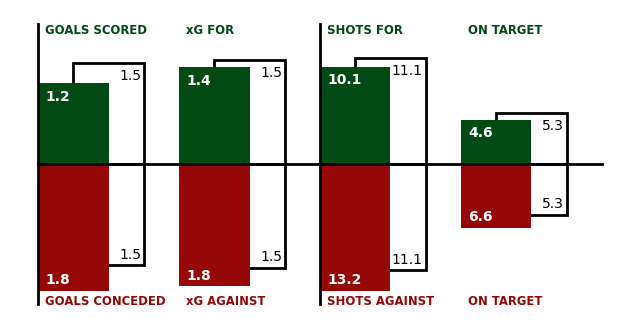 GOALS SCORED xG FOR SHOTS FOR ON TARGET
1.5 1.5 11.1
1.2 1.4 10.1
4.6 5.3
6.6 5.3
1.5 1.5 11.1
1.8 1.8 13.2
GOALS CONCEDED xG AGAINST SHOTS AGAINST ON TARGET